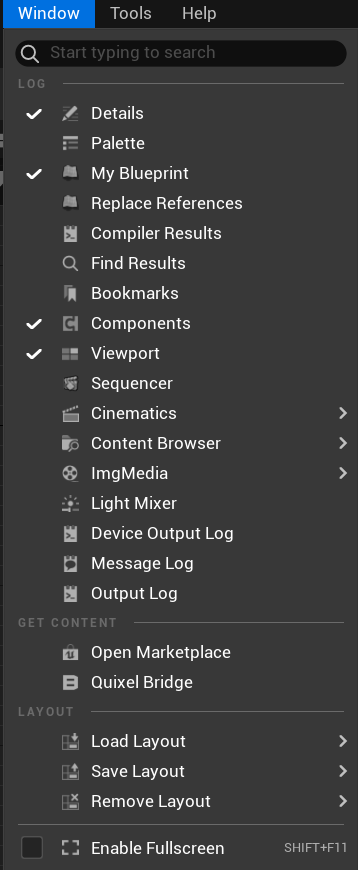 Window Tools Help
Start typing to search
LOG
Details
Palette
My Blueprint
Replace References
Compiler Results
Find Results
Bookmarks
Components
Viewport
Sequencer
Cinematics
Content Browser
ImgMedia
Light Mixer
Device Output Log
Message Log
Output Log
GET CONTENT
Open Marketplace
Quixel Bridge
LAYOUT
Load Layout
Save Layout
Remove Layout
Enable Fullscreen SHIFT+F11